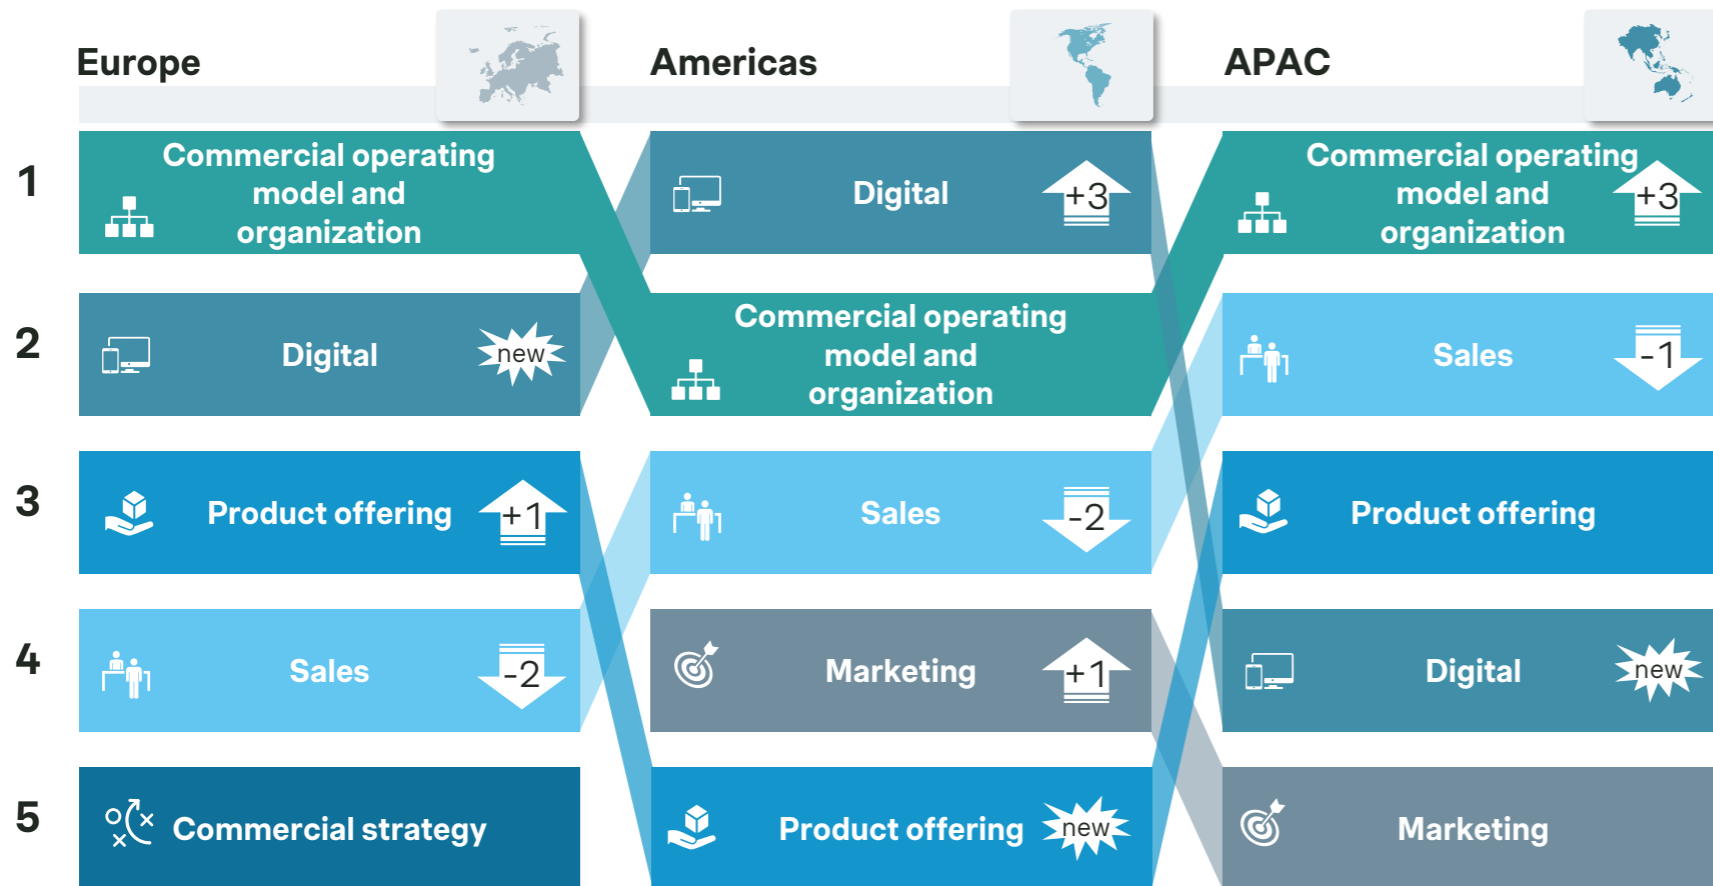 Europe
Americas
APAC
1
Commercial operating
model and
organization
Digital
+3
Commercial operating
model and
organization
+3
2
Digital
new
Commercial operating
model and
organization
Sales
-1
3
Product offering
+1
Sales
-2
Product offering
4
Sales
-2
Marketing
+1
Digital
new
5
Commercial strategy
Product offering
new
Marketing